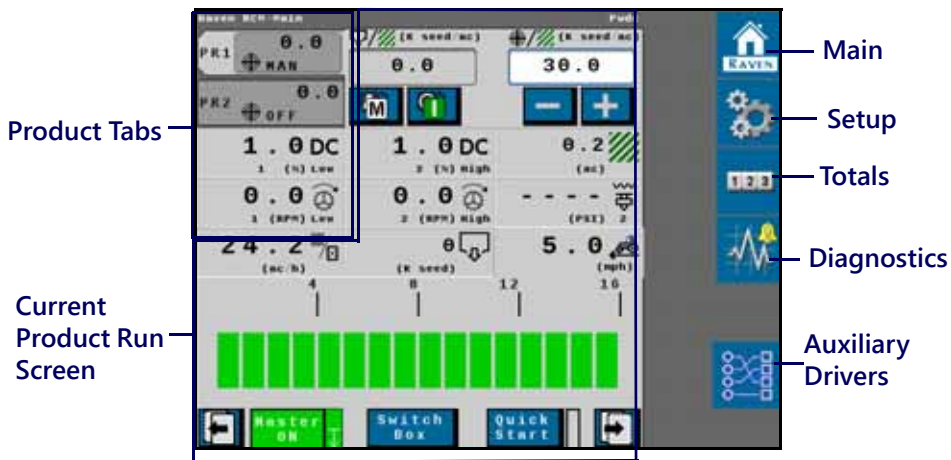 Raven RCM-Main
PR1 0.0
MAN
PR2 0.0
OFF
(K seed/ac)
0.0
(K seed/ac)
30.0
M
1.0 DC
1 (%) Low
1.0 DC
2 (%) High
0.2
(ac)
0.0
1 (RPM) Low
0.0
2 (RPM) High
----
(PSI) 2
24.2
(ac/h)
0
(K seed)
5.0
(mph)
4 8 12 16
Master
ON
Switch
Box
Quick
Start
Product Tabs
Current
Product Run
Screen
RAVEN
Main
Setup
1 2 3
Totals
Diagnostics
Auxiliary
Drivers